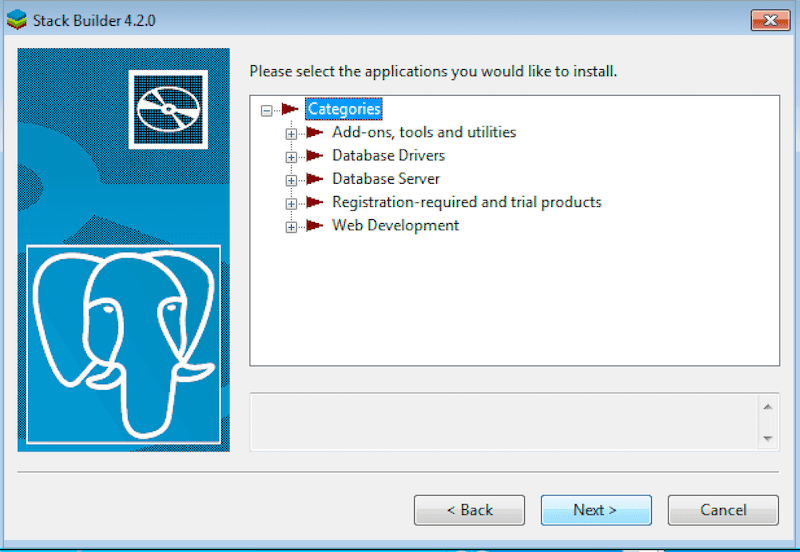 Stack Builder 4.2.0
Please select the applications you would like to install.
Categories
Add-ons, tools and utilities
Database Drivers
Database Server
Registration-required and trial products
Web Development
< Back
Next >
Cancel